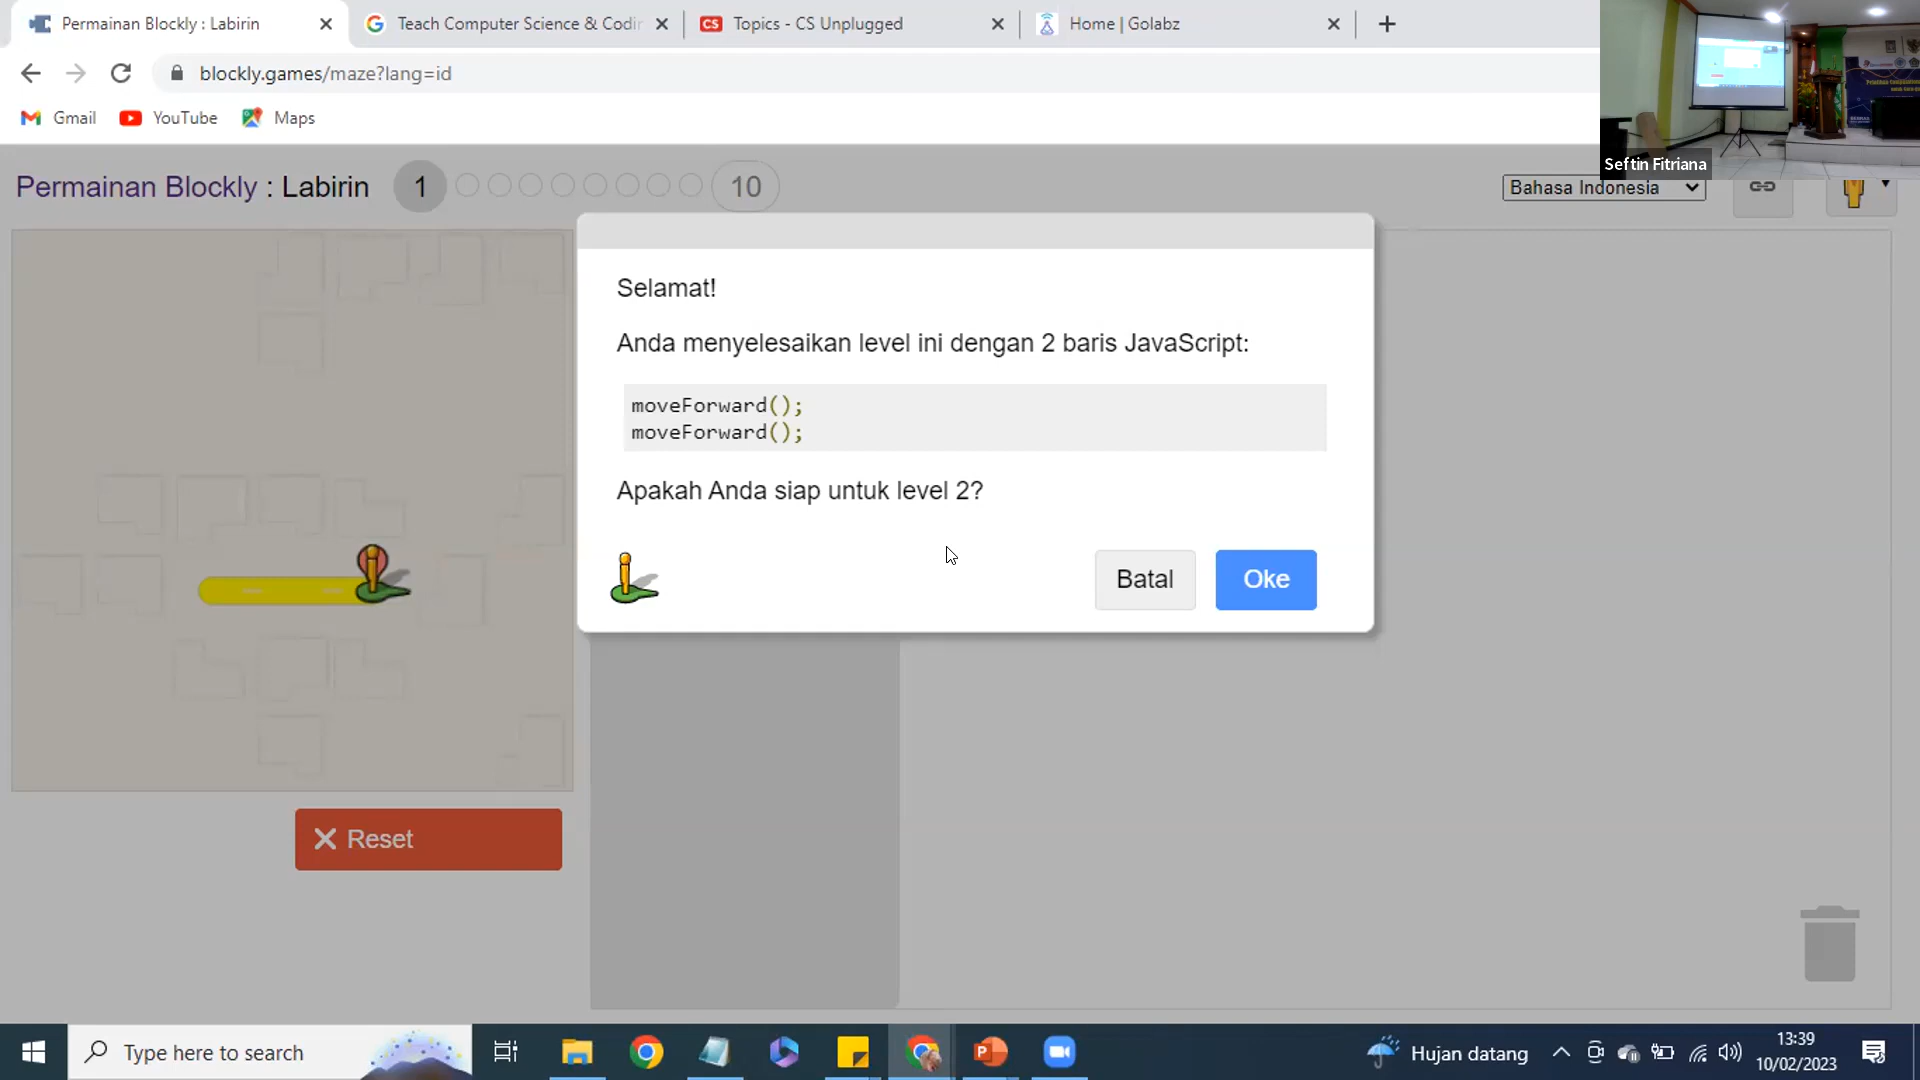 Permainan Blockly : Labirin
Teach Computer Science & Codin
CS
Topics - CS Unplugged
Home | Golabz
blockly.games/maze?lang=id
Gmail
YouTube
Maps
Seftin Fitriana
Permainan Blockly : Labirin
1
10
Bahasa Indonesia
Selamat!
Anda menyelesaikan level ini dengan 2 baris JavaScript:
moveForward();
moveForward();
Apakah Anda siap untuk level 2?
Batal
Oke
Reset
Type here to search
Hujan datang
13:39
10/02/2023